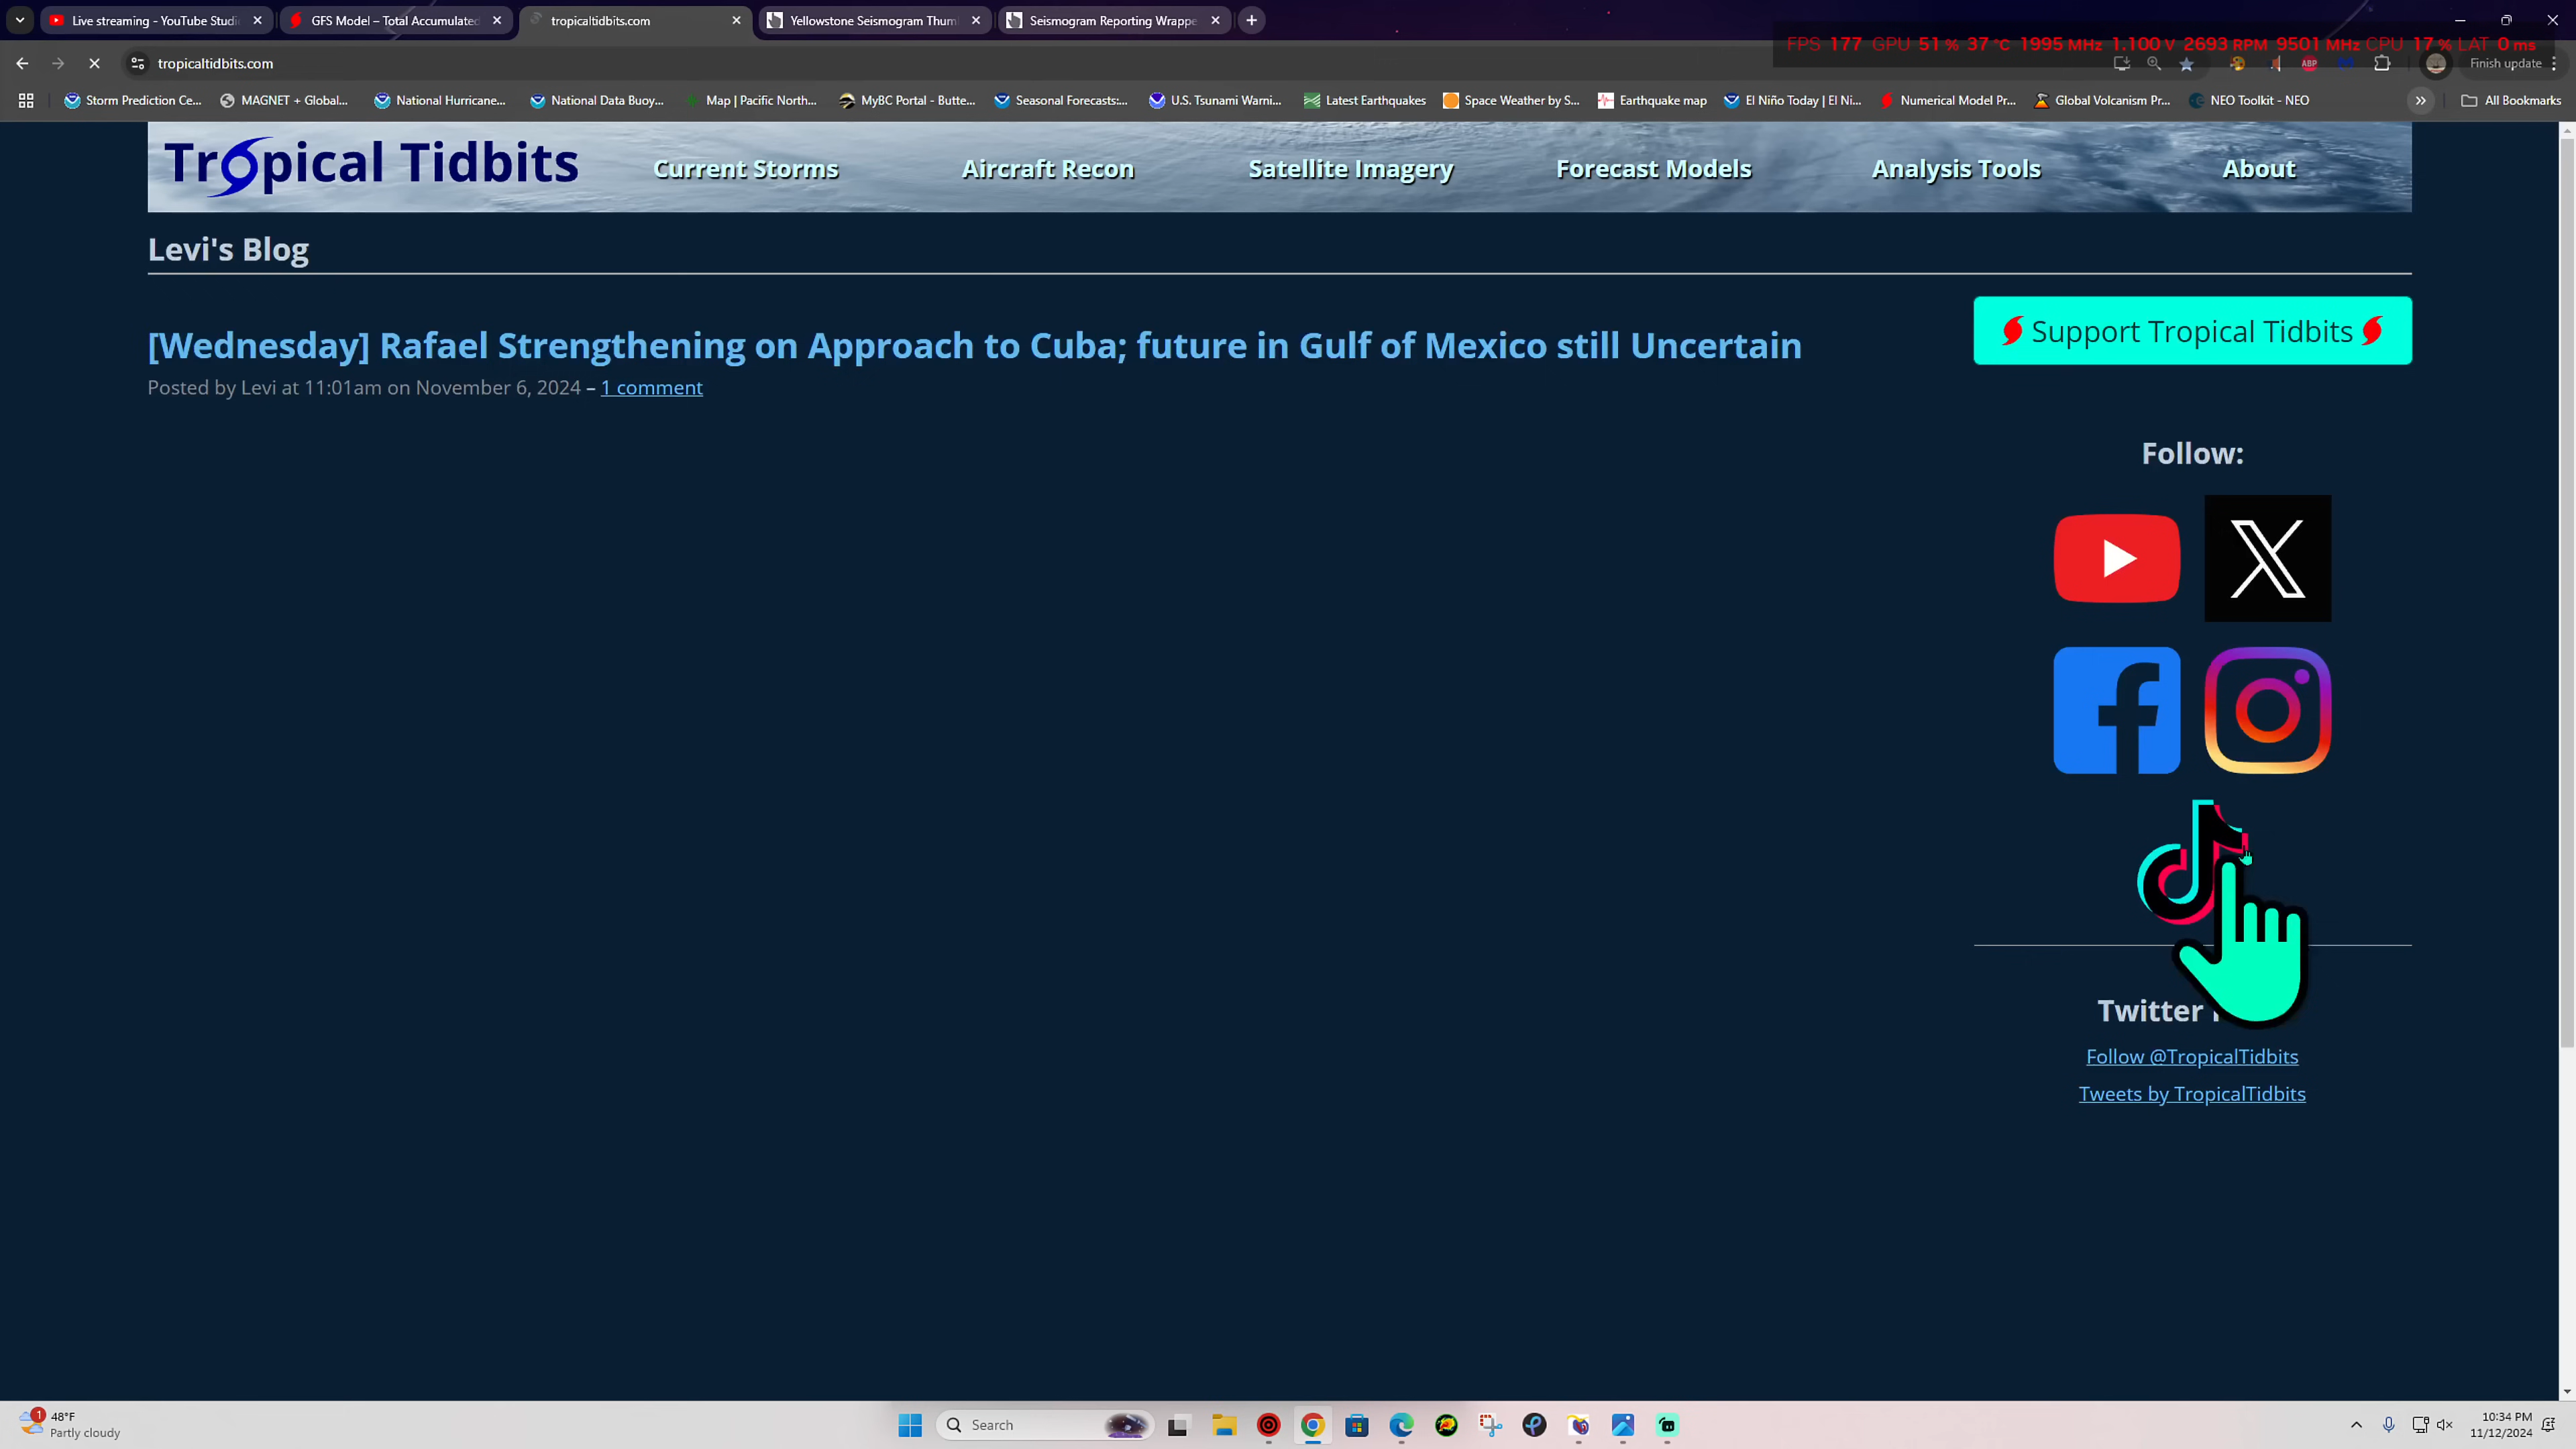 Live streaming - YouTube Studi
GFS Model – Total Accumulated
tropicaltidbits.com
Yellowstone Seismogram Thum
Seismogram Reporting Wrappe
FPS 177 GPU 51 % 37 °C 1995 MHz 1.100 V 2693 RPM 9501 MHz CPU 17 % LAT 0 ms
tropicaltidbits.com
ABP
Finish update
Storm Prediction Ce...
MAGNET + Global...
National Hurricane...
National Data Buoy...
Map | Pacific North...
MyBC Portal - Butte...
Seasonal Forecasts:...
U.S. Tsunami Warni...
Latest Earthquakes
Space Weather by S...
Earthquake map
El Niño Today | El Ni...
Numerical Model Pr...
Global Volcanism Pr...
NEO Toolkit - NEO
All Bookmarks
Tropical Tidbits
Current Storms
Aircraft Recon
Satellite Imagery
Forecast Models
Analysis Tools
About
Levi's Blog
[Wednesday] Rafael Strengthening on Approach to Cuba; future in Gulf of Mexico still Uncertain
Posted by Levi at 11:01am on November 6, 2024 – 1 comment
Support Tropical Tidbits
Follow:
Twitter
Follow @TropicalTidbits
Tweets by TropicalTidbits
1
48°F
Partly cloudy
Search
10:34 PM
11/12/2024